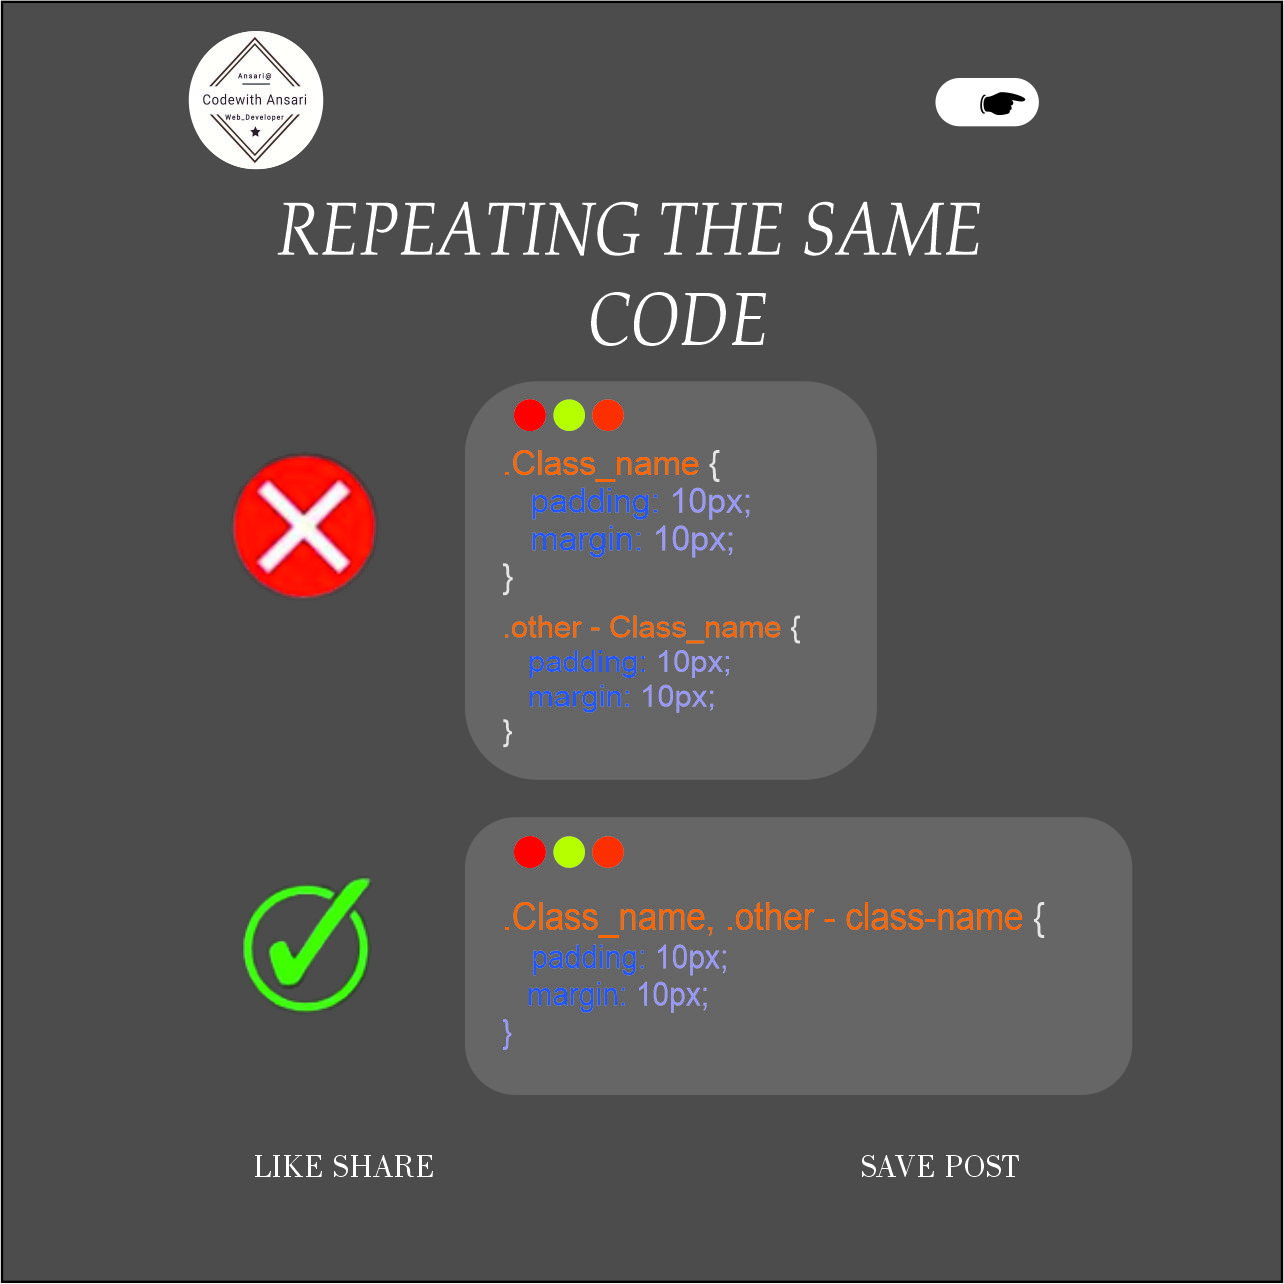 Ansari@
Codewith Ansari
Web_Developer
REPEATING THE SAME
CODE
.Class_name {
padding: 10px;
margin: 10px;
}
.other - Class_name {
padding: 10px;
margin: 10px;
}
.Class_name, .other - class-name {
padding: 10px;
margin: 10px;
}
LIKE SHARE
SAVE POST